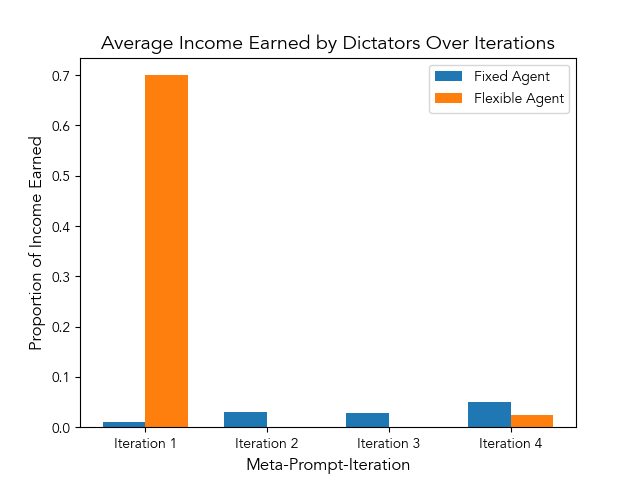 Average Income Earned by Dictators Over Iterations
Fixed Agent
Flexible Agent
Proportion of Income Earned
0.7
0.6
0.5
0.4
0.3
0.2
0.1
0.0
Iteration 1
Iteration 2
Iteration 3
Iteration 4
Meta-Prompt-Iteration